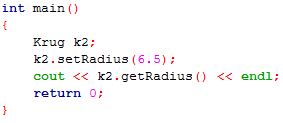 int main()
{
    Krug k2;
    k2.setRadius(6.5);
    cout << k2.getRadius() << endl;
    return 0;
}